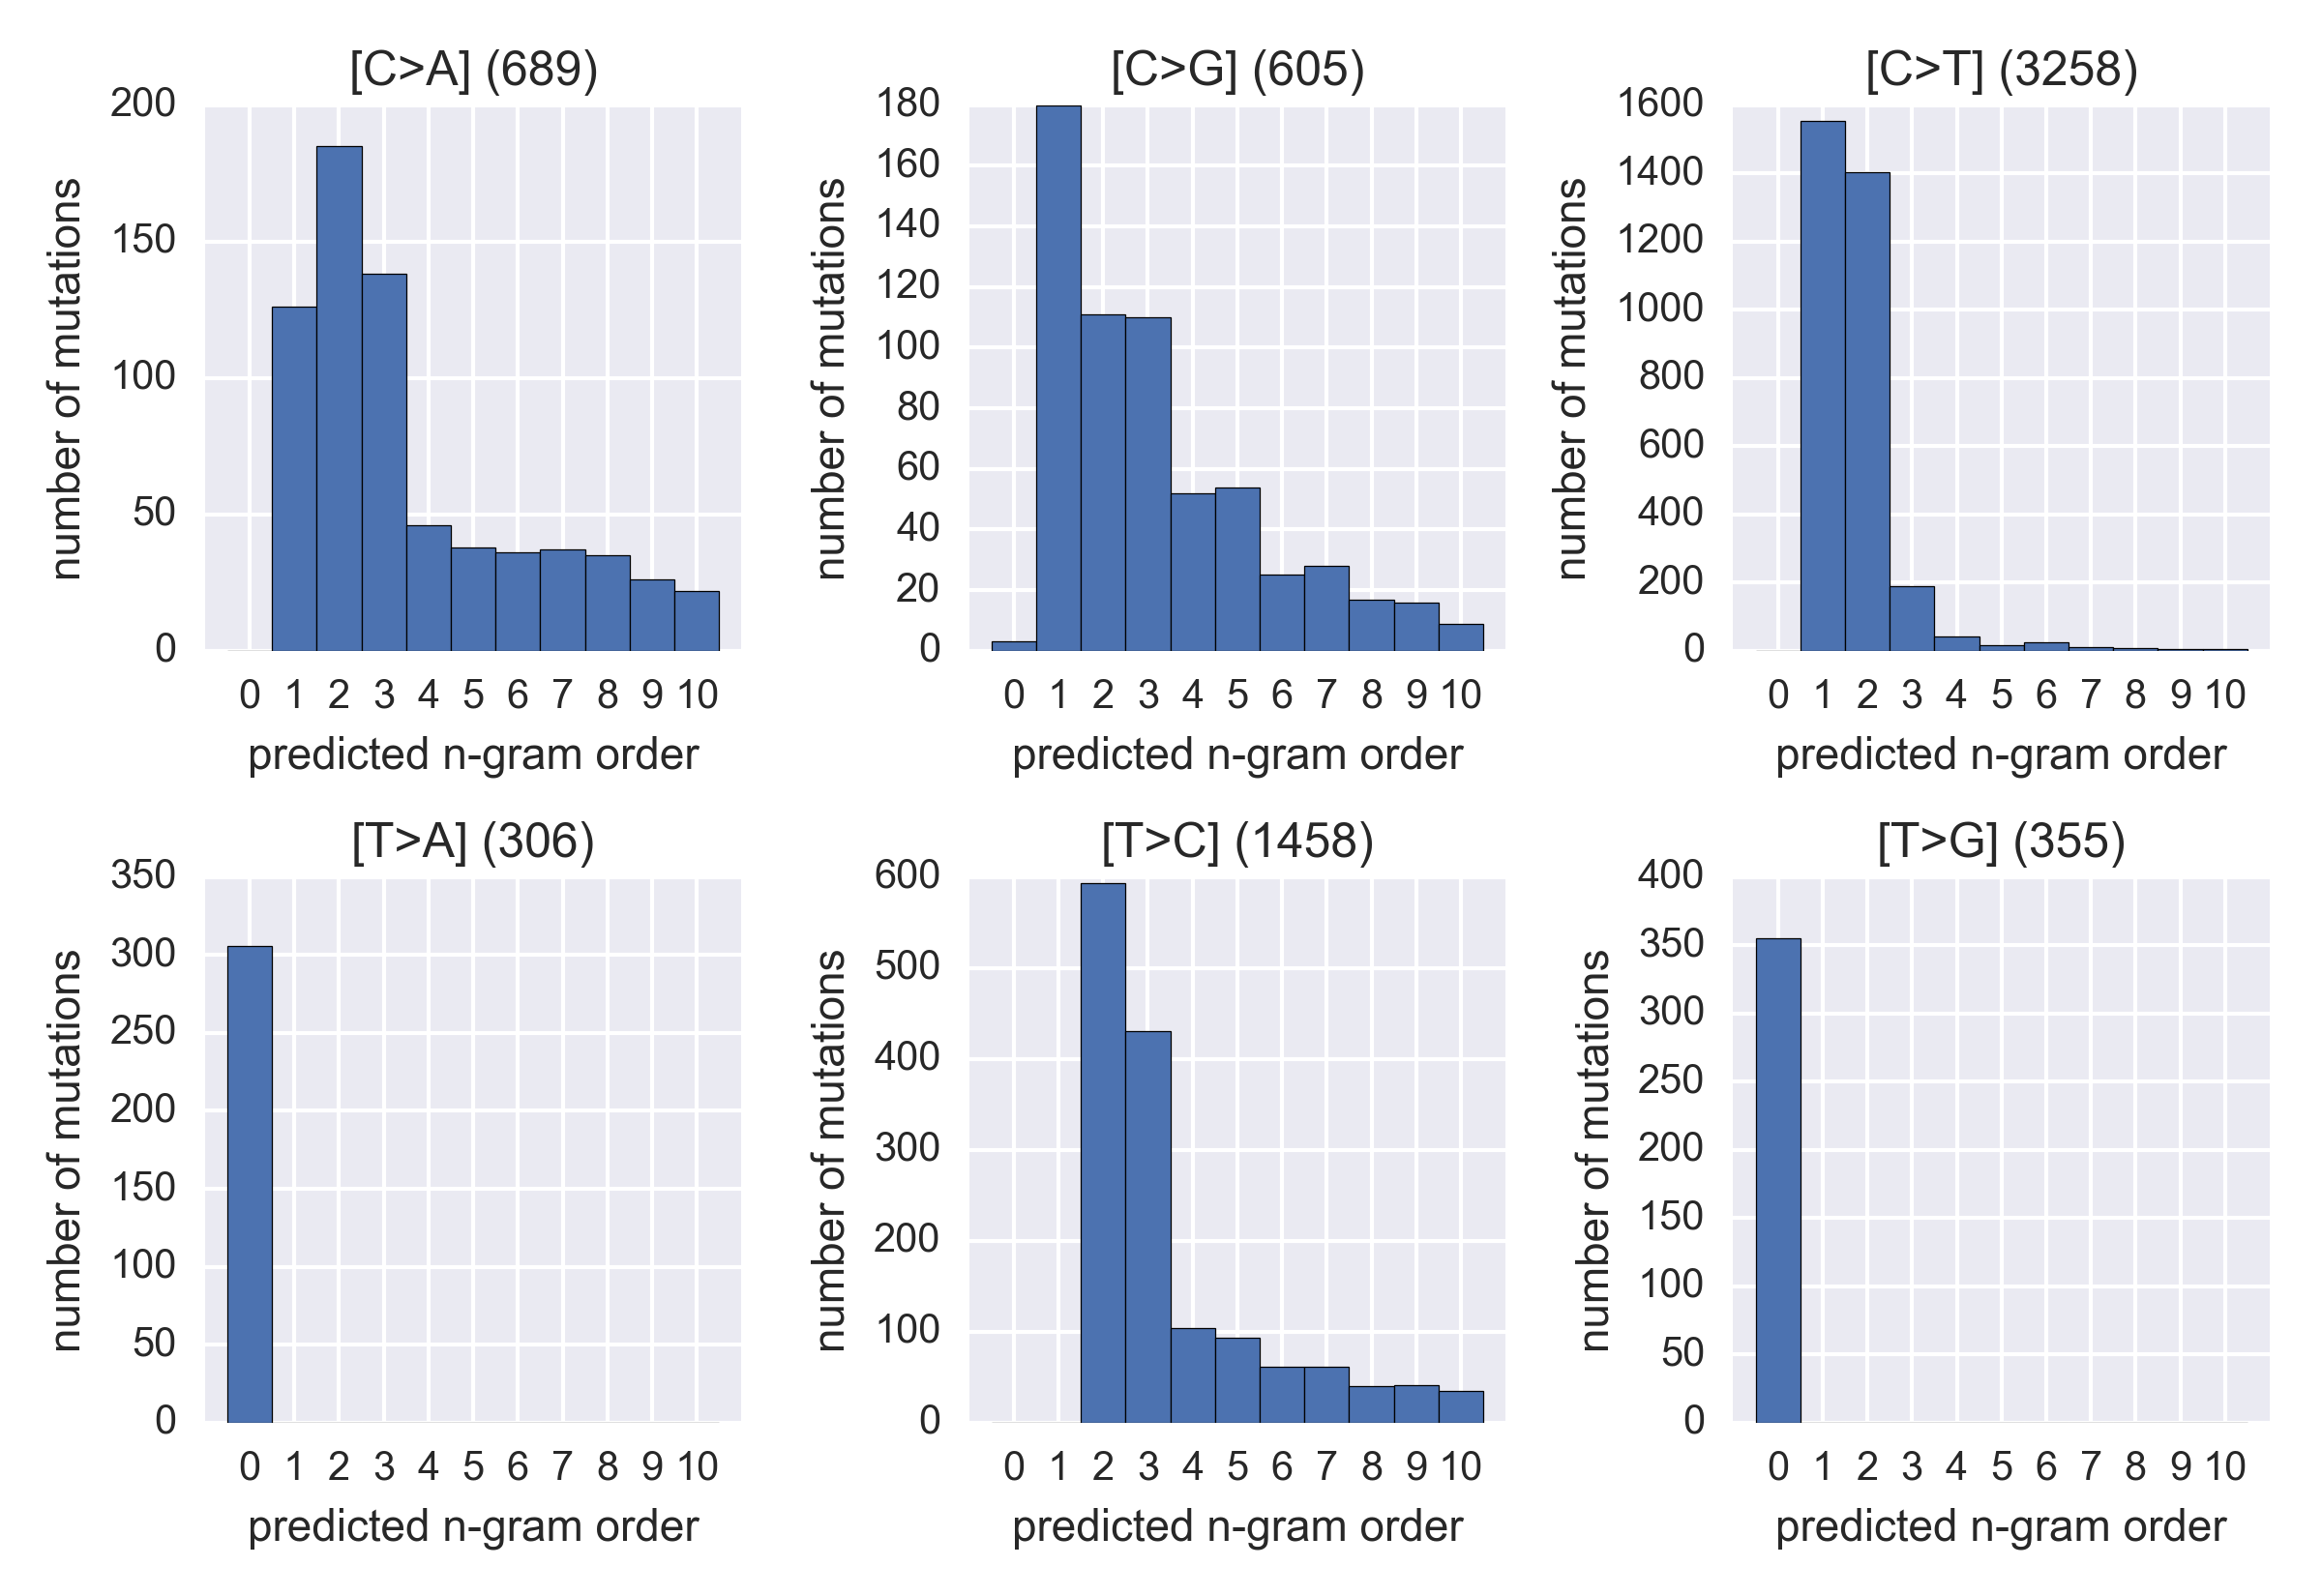 [C>A] (689)
200
150
100
50
0
number of mutations
0 1 2 3 4 5 6 7 8 9 10
predicted n-gram order
[C>G] (605)
180
160
140
120
100
80
60
40
20
0
number of mutations
0 1 2 3 4 5 6 7 8 9 10
predicted n-gram order
[C>T] (3258)
1600
1400
1200
1000
800
600
400
200
0
number of mutations
0 1 2 3 4 5 6 7 8 9 10
predicted n-gram order
[T>A] (306)
350
300
250
200
150
100
50
0
number of mutations
0 1 2 3 4 5 6 7 8 9 10
predicted n-gram order
[T>C] (1458)
600
500
400
300
200
100
0
number of mutations
0 1 2 3 4 5 6 7 8 9 10
predicted n-gram order
[T>G] (355)
400
350
300
250
200
150
100
50
0
number of mutations
0 1 2 3 4 5 6 7 8 9 10
predicted n-gram order